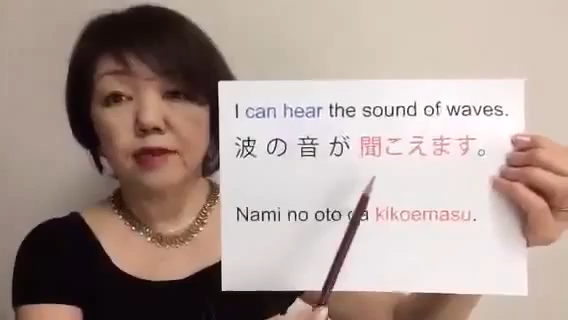 I can hear the sound of waves.
波 の 音 が 聞こえます。
Nami no oto ga kikoemasu.